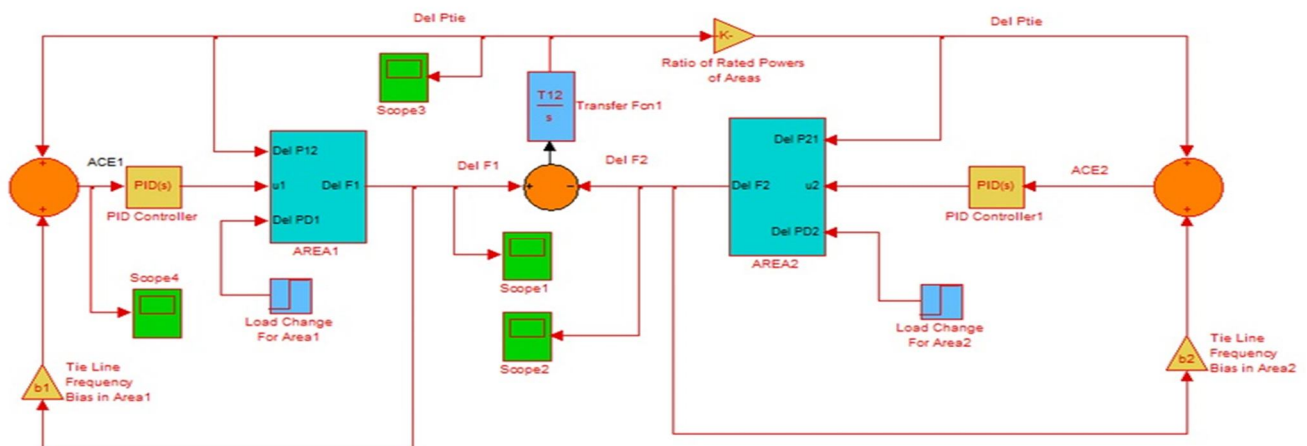 Del Ptie
Del Ptie
-K-
Ratio of Rated Powers
of Areas
Scope3
T12
s
Transfer Fcn1
+
+
ACE1
PID(s)
PID Controller
Del P12
u1
Del F1
Del PD1
AREA1
Del F1
+
-
Del F2
Del P21
Del F2
u2
Del PD2
AREA2
PID(s)
PID Controller1
ACE2
+
+
Scope4
Load Change
For Area1
Scope1
Scope2
Load Change
For Area2
b1
Tie Line
Frequency
Bias in Area1
b2
Tie Line
Frequency
Bias in Area2